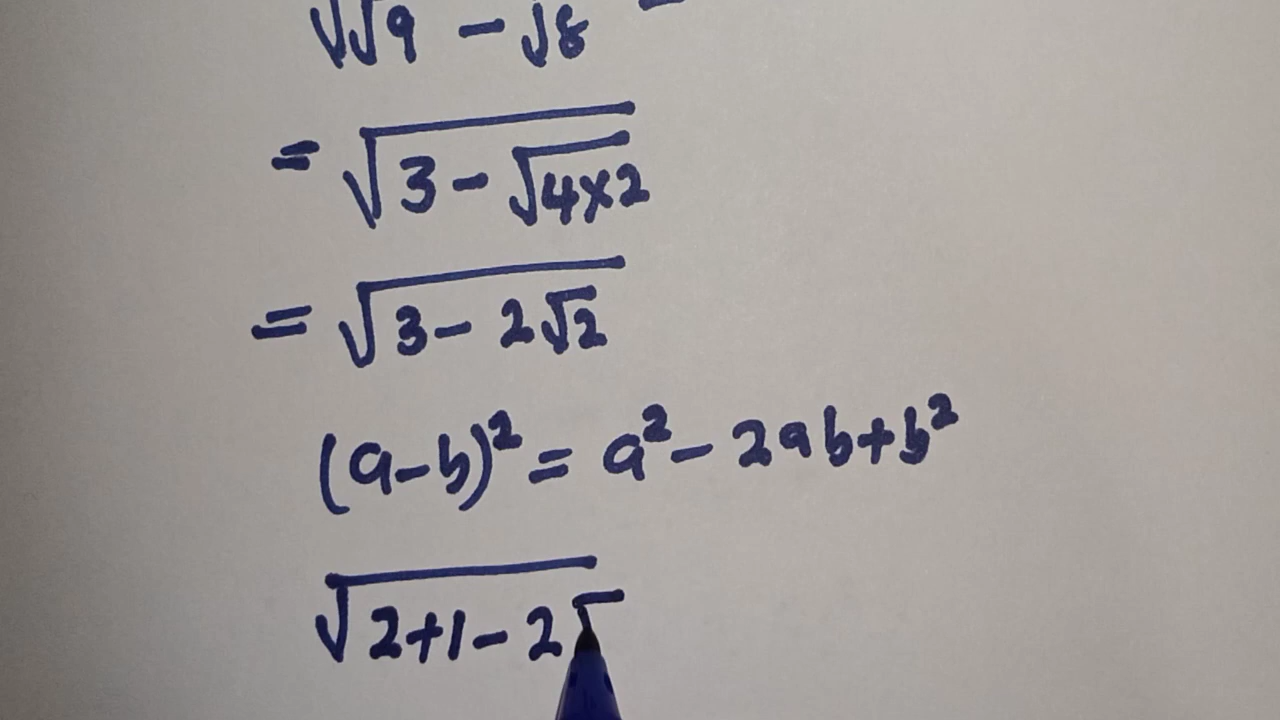 √√9 - √8 =
= √3 - √4×2
= √3 - 2√2
(a-b)² = a² - 2ab + b²
√2+1 - 2√